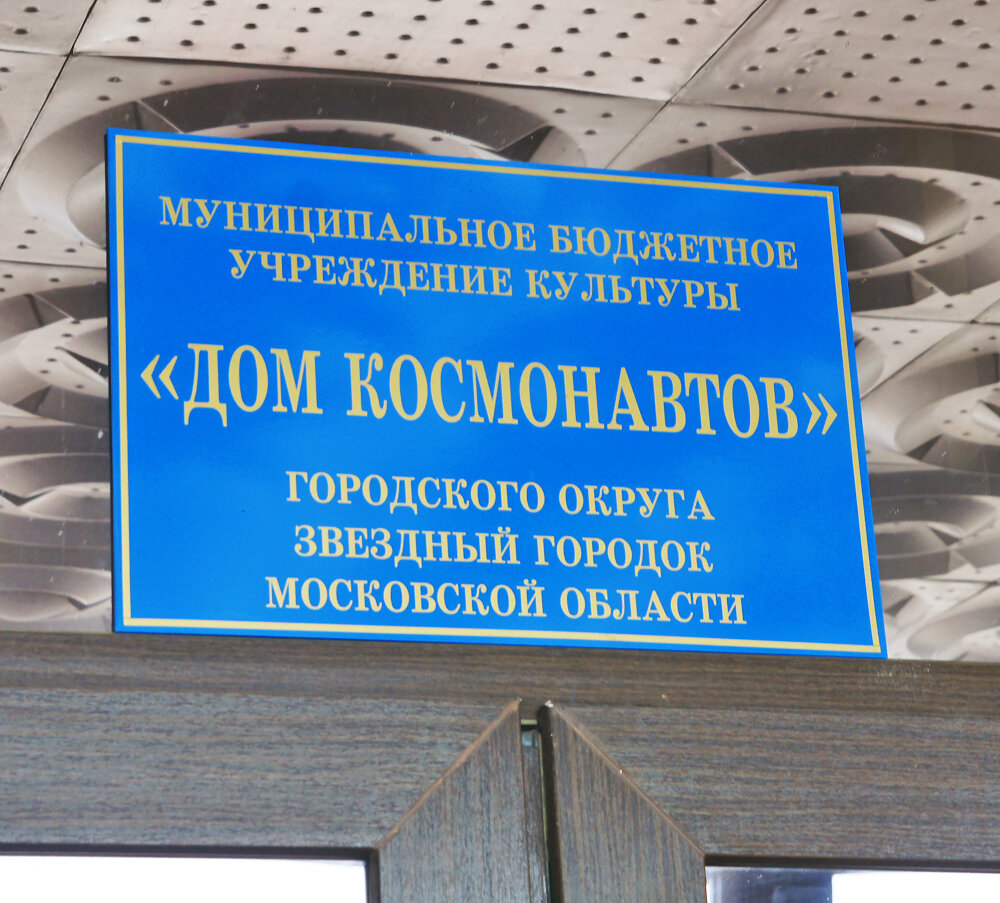 МУНИЦИПАЛЬНОЕ БЮДЖЕТНОЕ
УЧРЕЖДЕНИЕ КУЛЬТУРЫ
«ДОМ КОСМОНАВТОВ»
ГОРОДСКОГО ОКРУГА
ЗВЕЗДНЫЙ ГОРОДОК
МОСКОВСКОЙ ОБЛАСТИ